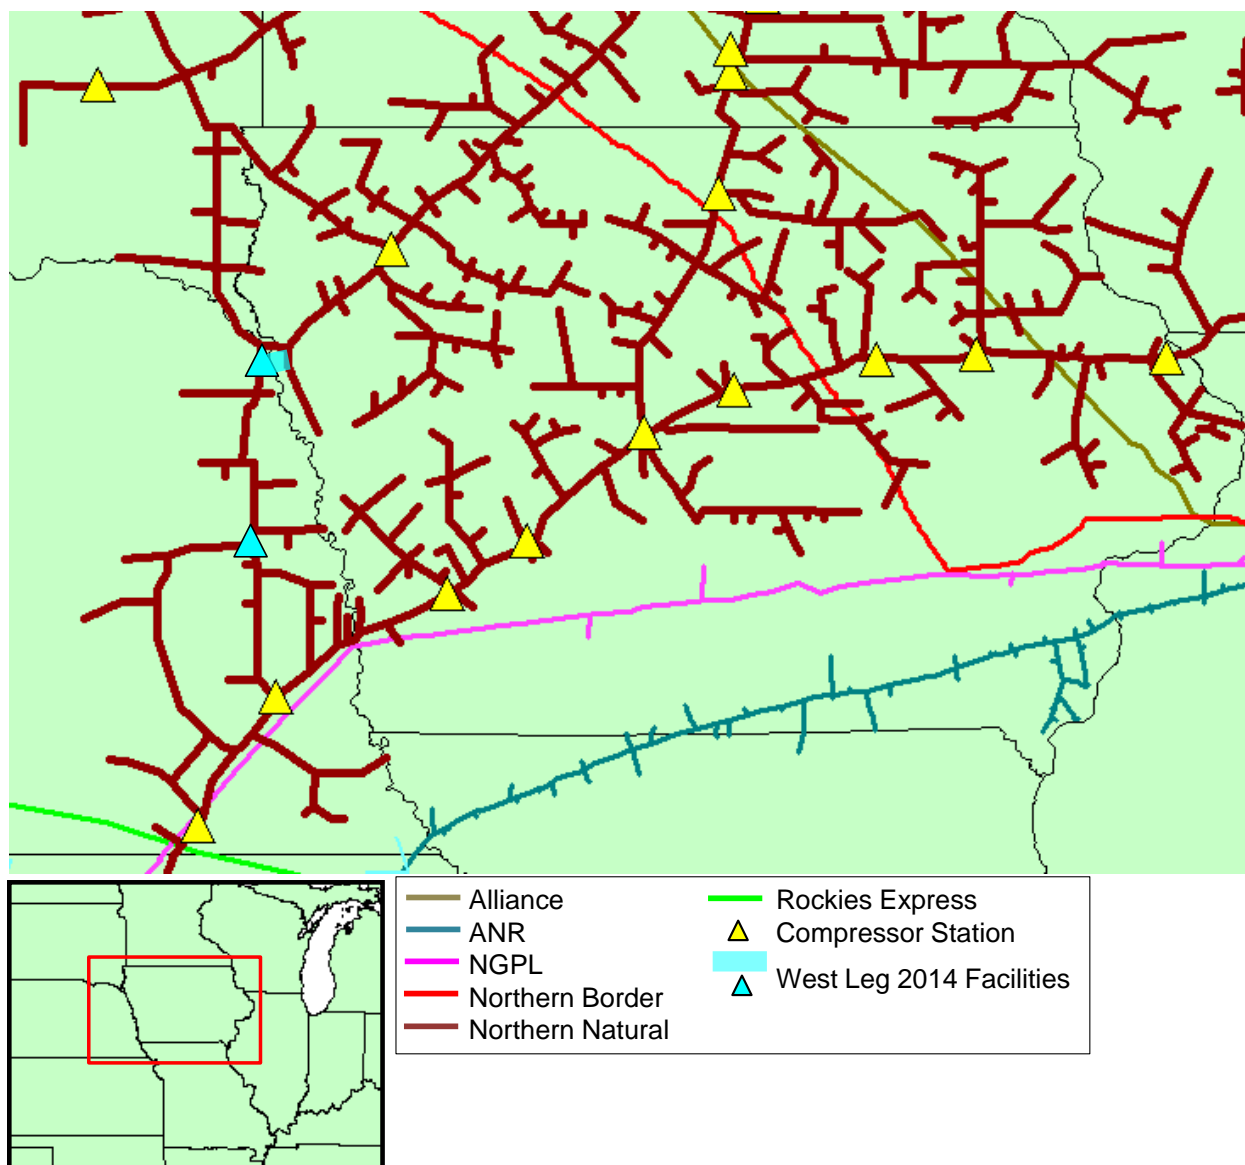 Alliance
ANR
NGPL
Northern Border
Northern Natural
Rockies Express
Compressor Station
West Leg 2014 Facilities